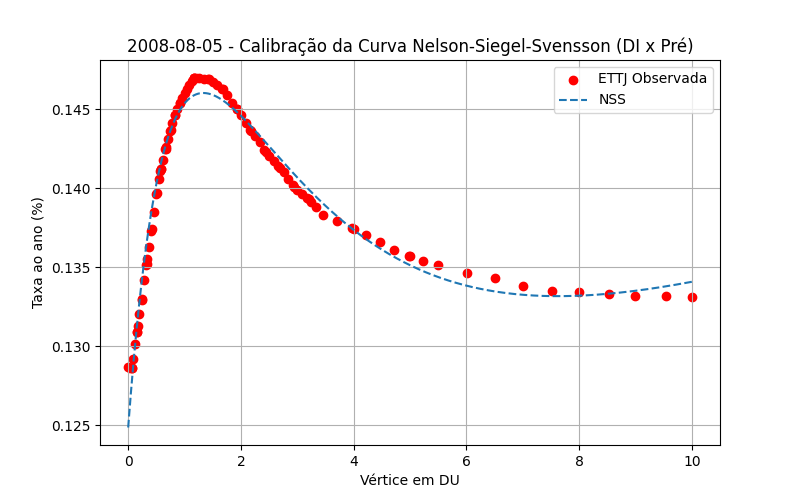 2008-08-05 - Calibração da Curva Nelson-Siegel-Svensson (DI x Pré)
ETTJ Observada
NSS
Taxa ao ano (%)
0.145
0.140
0.135
0.130
0.125
0 2 4 6 8 10
Vértice em DU